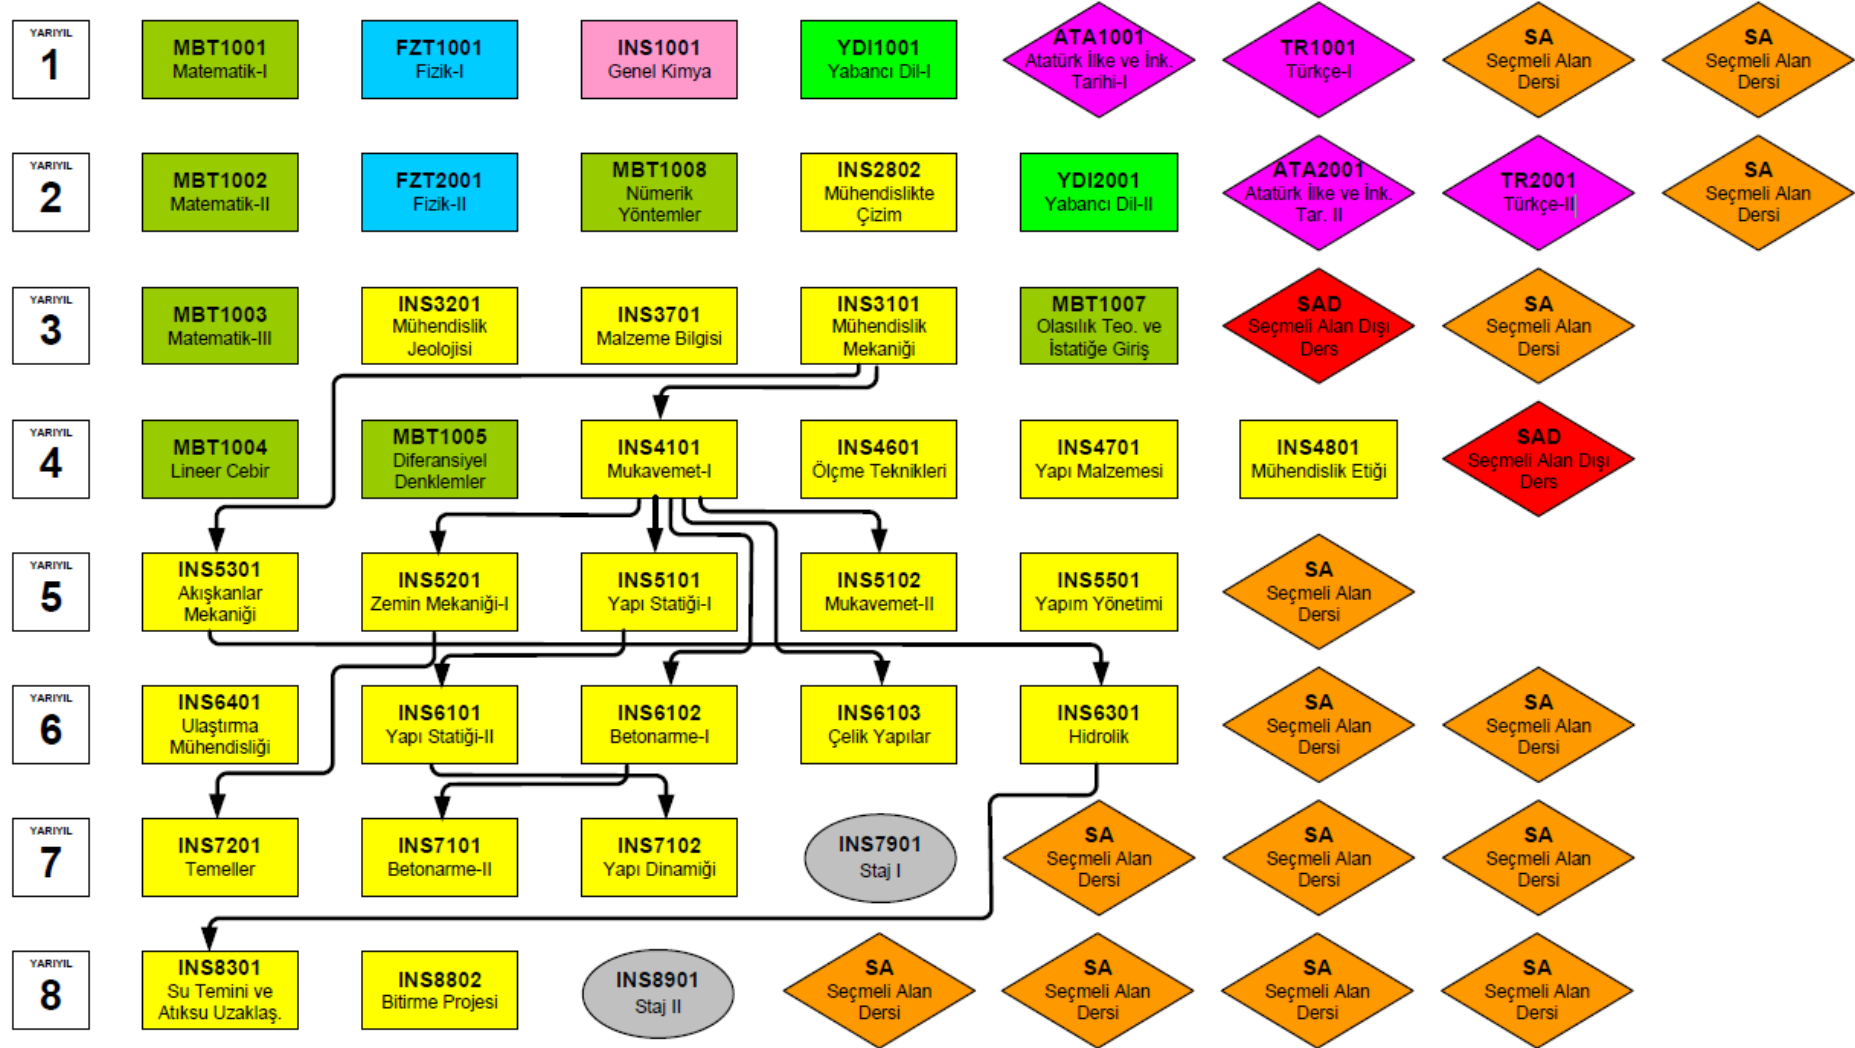 YARIYIL
1
MBT1001
Matematik-I
FZT1001
Fizik-I
INS1001
Genel Kimya
YDI1001
Yabancı Dil-I
ATA1001
Atatürk İlke ve İnk.
Tarihi-I
TR1001
Türkçe-I
SA
Seçmeli Alan
Dersi
SA
Seçmeli Alan
Dersi
YARIYIL
2
MBT1002
Matematik-II
FZT2001
Fizik-II
MBT1008
Nümerik
Yöntemler
INS2802
Mühendislikte
Çizim
YDI2001
Yabancı Dil-II
ATA2001
Atatürk İlke ve İnk.
Tar. II
TR2001
Türkçe-II
SA
Seçmeli Alan
Dersi
YARIYIL
3
MBT1003
Matematik-III
INS3201
Mühendislik
Jeolojisi
INS3701
Malzeme Bilgisi
INS3101
Mühendislik
Mekaniği
MBT1007
Olasılık Teo. ve
İstatiğe Giriş
SAD
Seçmeli Alan Dışı
Ders
SA
Seçmeli Alan
Dersi
YARIYIL
4
MBT1004
Lineer Cebir
MBT1005
Diferansiyel
Denklemler
INS4101
Mukavemet-I
INS4601
Ölçme Teknikleri
INS4701
Yapı Malzemesi
INS4801
Mühendislik Etiği
SAD
Seçmeli Alan Dışı
Ders
YARIYIL
5
INS5301
Akışkanlar
Mekaniği
INS5201
Zemin Mekaniği-I
INS5101
Yapı Statiği-I
INS5102
Mukavemet-II
INS5501
Yapım Yönetimi
SA
Seçmeli Alan
Dersi
YARIYIL
6
INS6401
Ulaştırma
Mühendisliği
INS6101
Yapı Statiği-II
INS6102
Betonarme-I
INS6103
Çelik Yapılar
INS6301
Hidrolik
SA
Seçmeli Alan
Dersi
SA
Seçmeli Alan
Dersi
YARIYIL
7
INS7201
Temeller
INS7101
Betonarme-II
INS7102
Yapı Dinamiği
INS7901
Staj I
SA
Seçmeli Alan
Dersi
SA
Seçmeli Alan
Dersi
SA
Seçmeli Alan
Dersi
YARIYIL
8
INS8301
Su Temini ve
Atıksu Uzaklaş.
INS8802
Bitirme Projesi
INS8901
Staj II
SA
Seçmeli Alan
Dersi
SA
Seçmeli Alan
Dersi
SA
Seçmeli Alan
Dersi
SA
Seçmeli Alan
Dersi